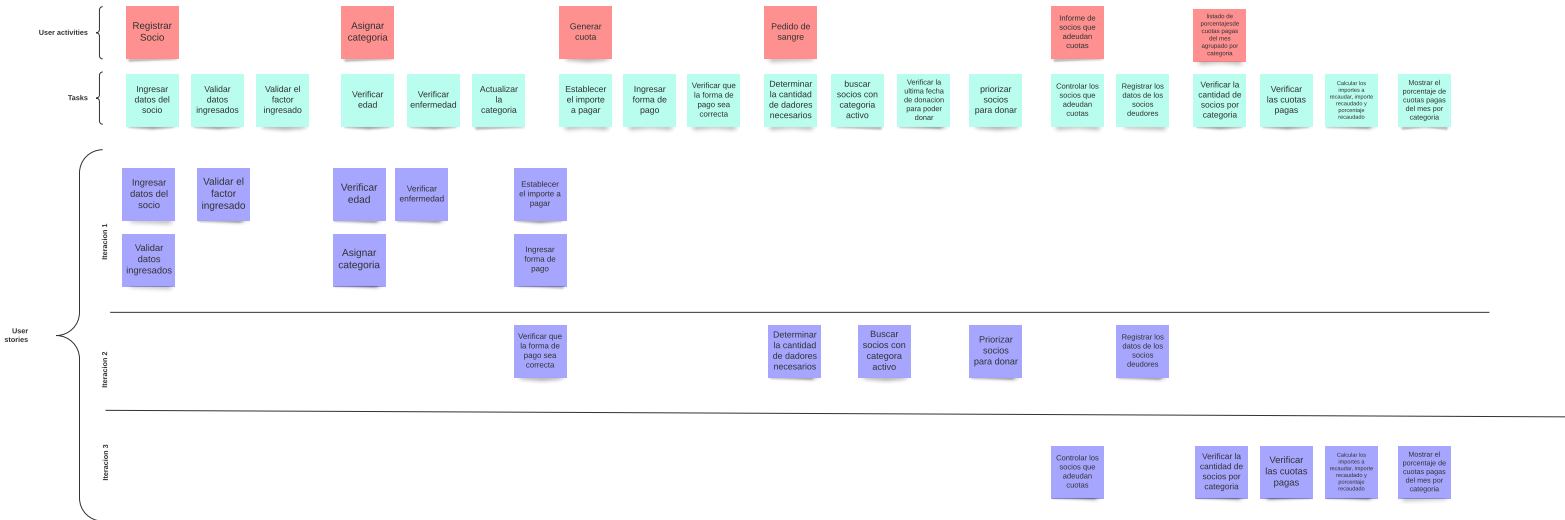 User activities
Registrar
Socio
Asignar
categoria
Generar
cuota
Pedido de
sangre
Informe de
socios que
adeudan
cuotas
listado de
porcentajesde
cuotas pagas
del mes
agrupado por
categoria
Tasks
Ingresar
datos del
socio
Validar
datos
ingresados
Validar el
factor
ingresado
Verificar
edad
Verificar
enfermedad
Actualizar
la
categoria
Establecer
el importe
a pagar
Ingresar
forma de
pago
Verificar que
la forma de
pago sea
correcta
Determinar
la cantidad
de dadores
necesarios
buscar
socios con
categoria
activo
Verificar la
ultima fecha
de donacion
para poder
donar
priorizar
socios
para donar
Controlar los
socios que
adeudan
cuotas
Registrar los
datos de los
socios
deudores
Verificar la
cantidad de
socios por
categoria
Verificar
las cuotas
pagas
Calcular los
importes a
recaudar, importe
recaudado y
porcentaje
recaudado
Mostrar el
porcentaje de
cuotas pagas
del mes por
categoria
User
stories
Iteracion 1
Ingresar
datos del
socio
Validar el
factor
ingresado
Verificar
edad
Verificar
enfermedad
Establecer
el importe a
pagar
Validar
datos
ingresados
Asignar
categoria
Ingresar
forma de
pago
Iteracion 2
Verificar que
la forma de
pago sea
correcta
Determinar
la cantidad
de dadores
necesarios
Buscar
socios con
categora
activo
Priorizar
socios
para donar
Registrar los
datos de los
socios
deudores
Iteracion 3
Controlar los
socios que
adeudan
cuotas
Verificar la
cantidad de
socios por
categoria
Verificar
las cuotas
pagas
Calcular los
importes a
recaudar, importe
recaudado y
porcentaje
recaudado
Mostrar el
porcentaje de
cuotas pagas
del mes por
categoria